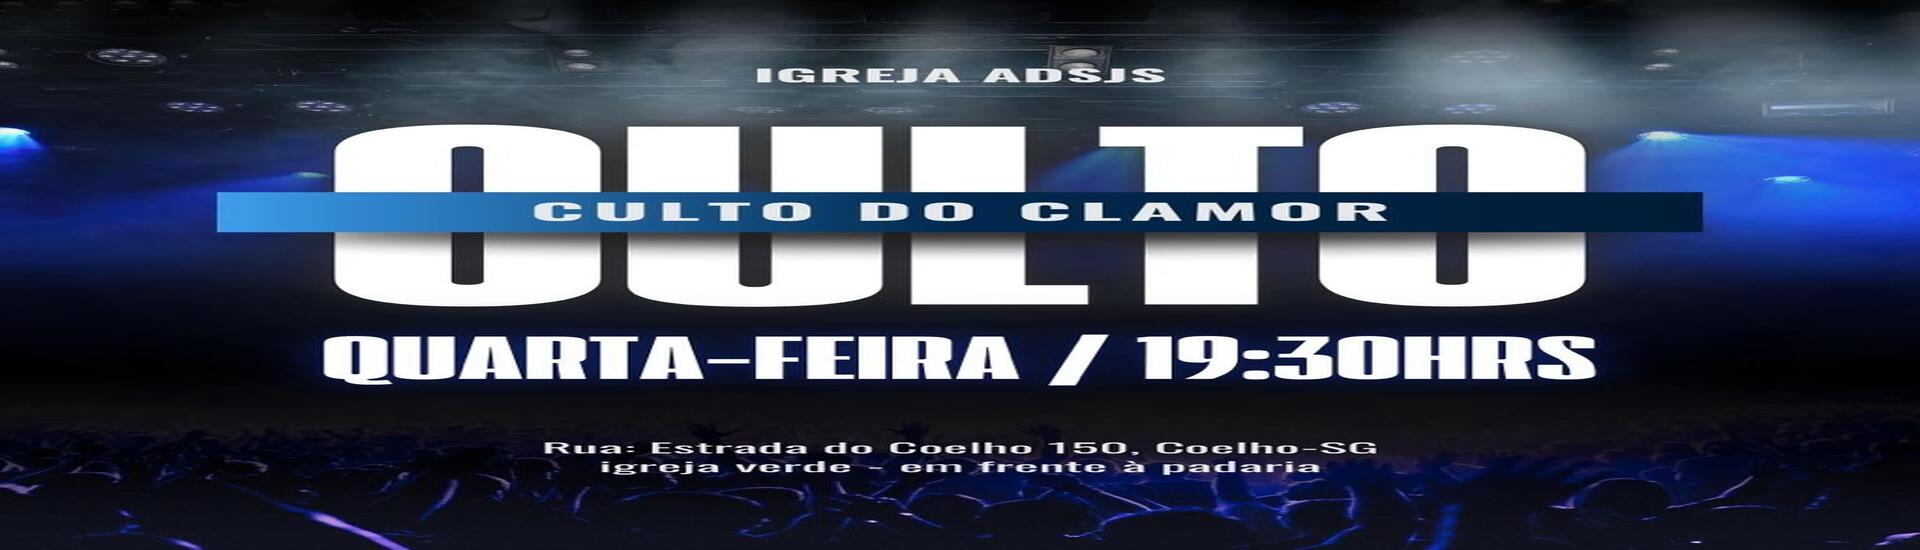 IGREJA ADSJS
CULTO
CULTO DO CLAMOR
QUARTA-FEIRA / 19:30HRS
Rua: Estrada do Coelho 150, Coelho-SG
igreja verde - em frente à padaria